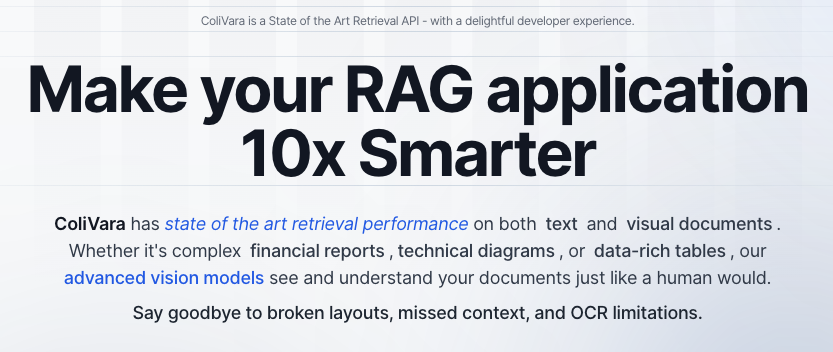 ColiVara is a State of the Art Retrieval API - with a delightful developer experience.
Make your RAG application
10x Smarter
ColiVara has state of the art retrieval performance on both text and visual documents .
Whether it's complex financial reports , technical diagrams , or data-rich tables , our
advanced vision models see and understand your documents just like a human would.
Say goodbye to broken layouts, missed context, and OCR limitations.